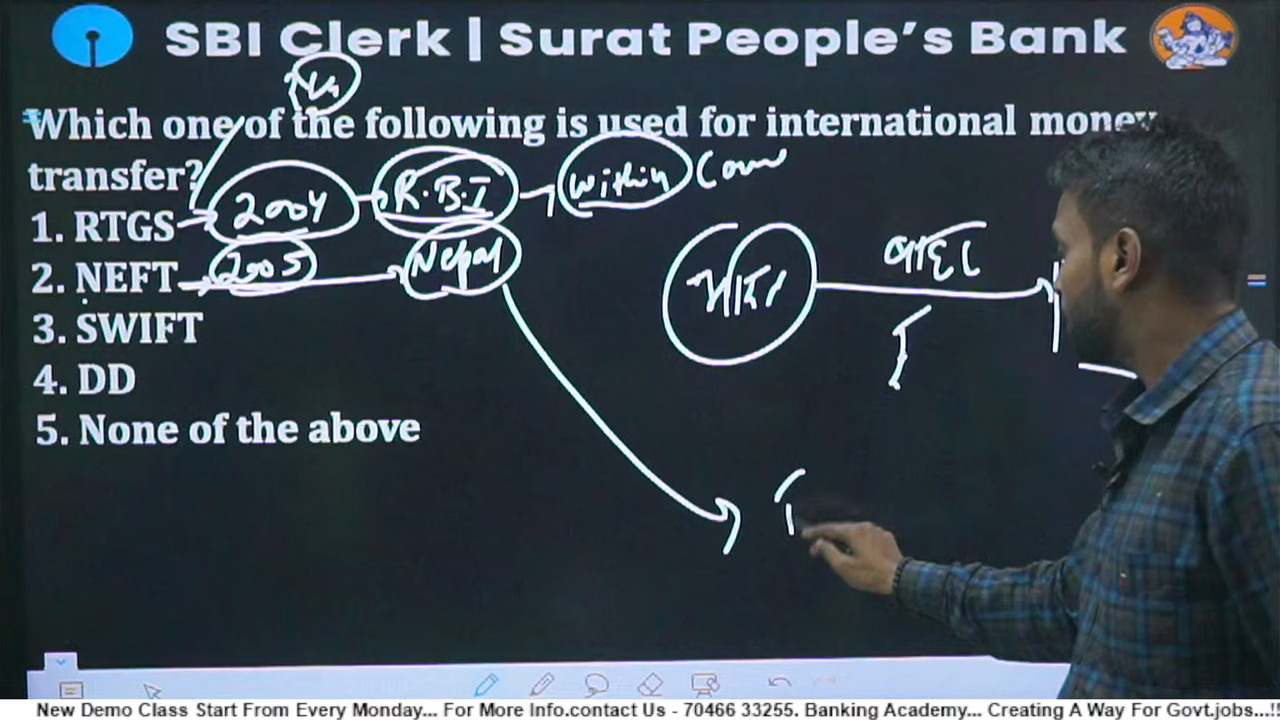 SBI Clerk | Surat People's Bank
Which one of the following is used for international money
transfer?
1. RTGS 2004 R.B.I within
2. NEFT 2005 Nepal
3. SWIFT
4. DD
5. None of the above
New Demo Class Start From Every Monday... For More Info.contact Us - 70466 33255. Banking Academy... Creating A Way For Govt.jobs...!!